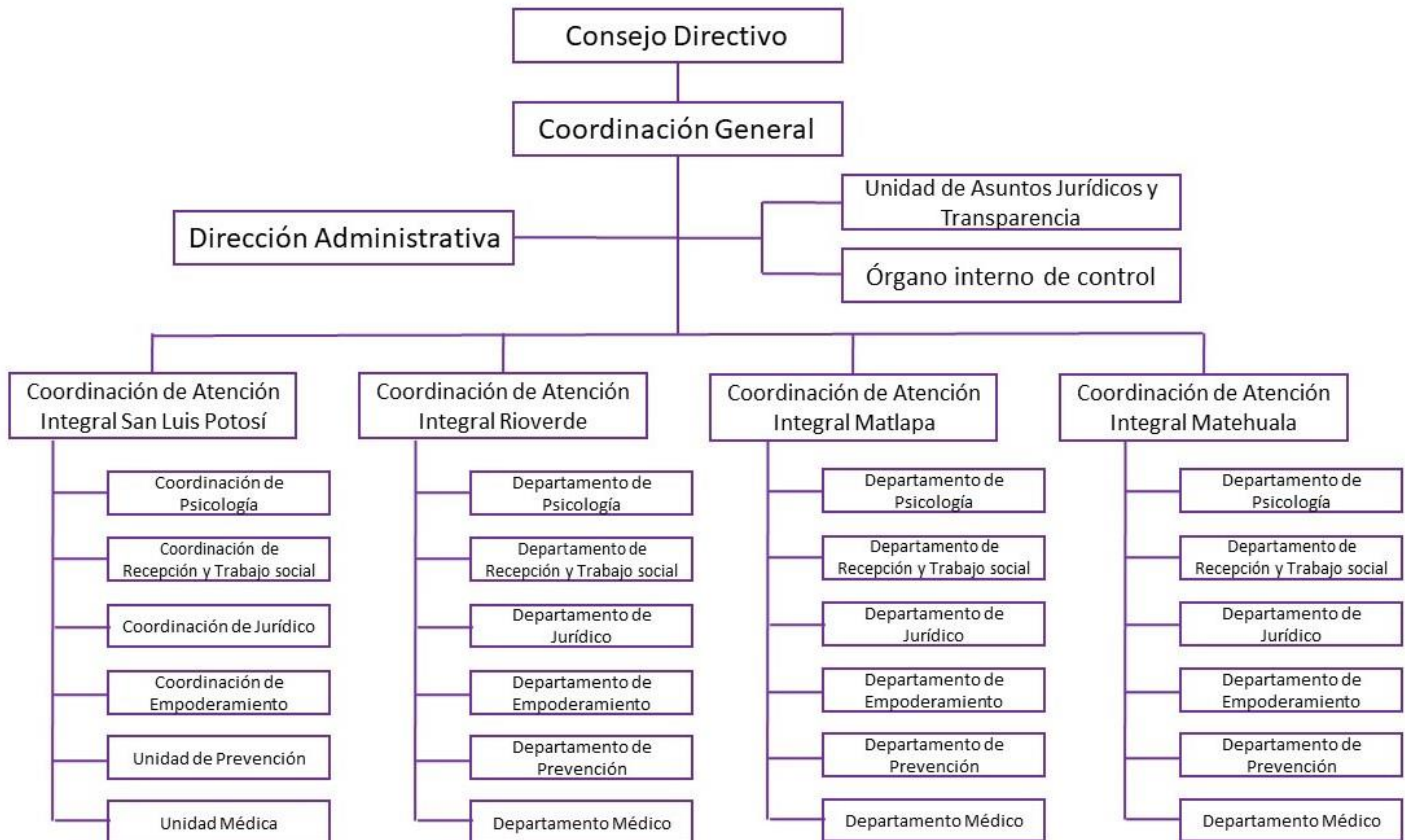 Consejo Directivo
Coordinación General
Unidad de Asuntos Jurídicos y
Transparencia
Dirección Administrativa
Órgano interno de control
Coordinación de Atención
Integral San Luis Potosí
Coordinación de Psicología
Coordinación de
Recepción y Trabajo social
Coordinación de Jurídico
Coordinación de
Empoderamiento
Unidad de Prevención
Unidad Médica
Coordinación de Atención
Integral Rioverde
Departamento de
Psicología
Departamento de
Recepción y Trabajo social
Departamento de
Jurídico
Departamento de
Empoderamiento
Departamento de
Prevención
Departamento Médico
Coordinación de Atención
Integral Matlapa
Departamento de
Psicología
Departamento de
Recepción y Trabajo social
Departamento de
Jurídico
Departamento de
Empoderamiento
Departamento de
Prevención
Departamento Médico
Coordinación de Atención
Integral Matehuala
Departamento de
Psicología
Departamento de
Recepción y Trabajo social
Departamento de
Jurídico
Departamento de
Empoderamiento
Departamento de
Prevención
Departamento Médico